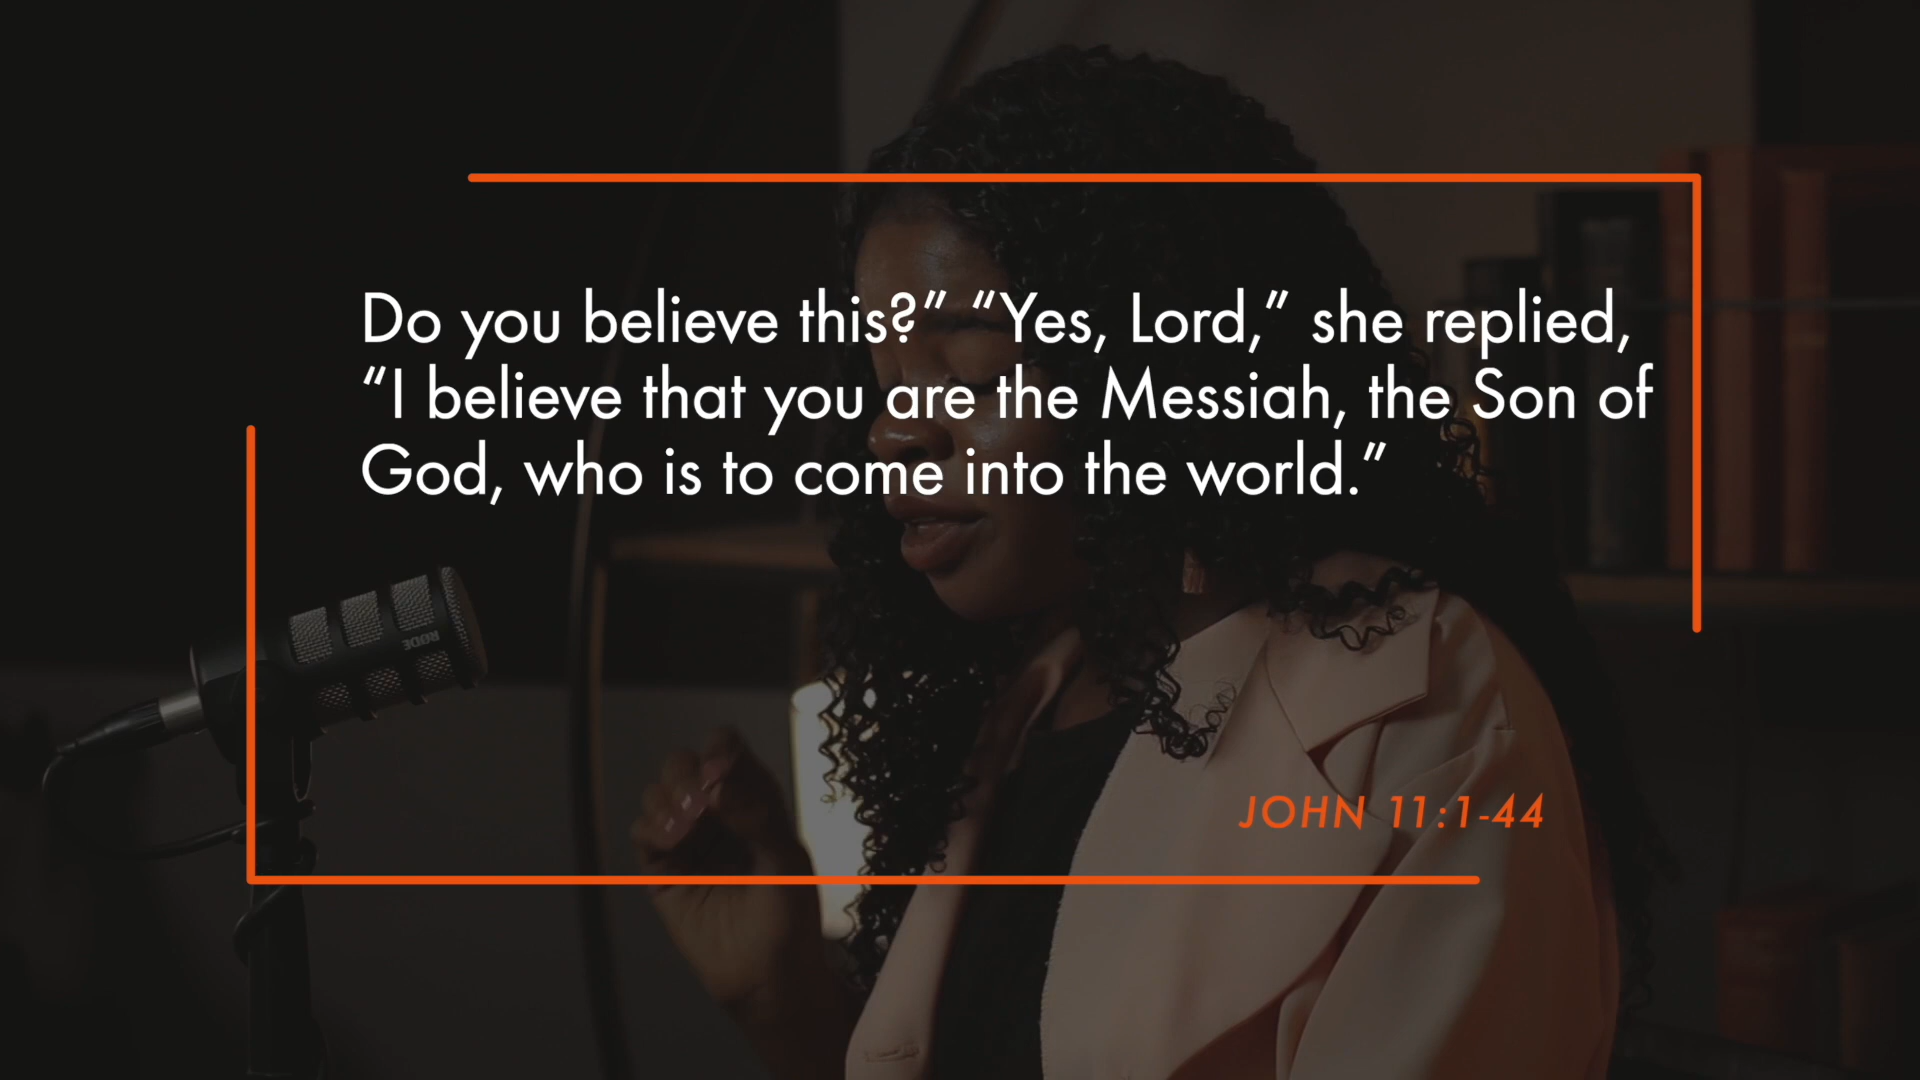 Do you believe this?” “Yes, Lord,” she replied,
“I believe that you are the Messiah, the Son of
God, who is to come into the world.”
RØDE
JOHN 11:1-44